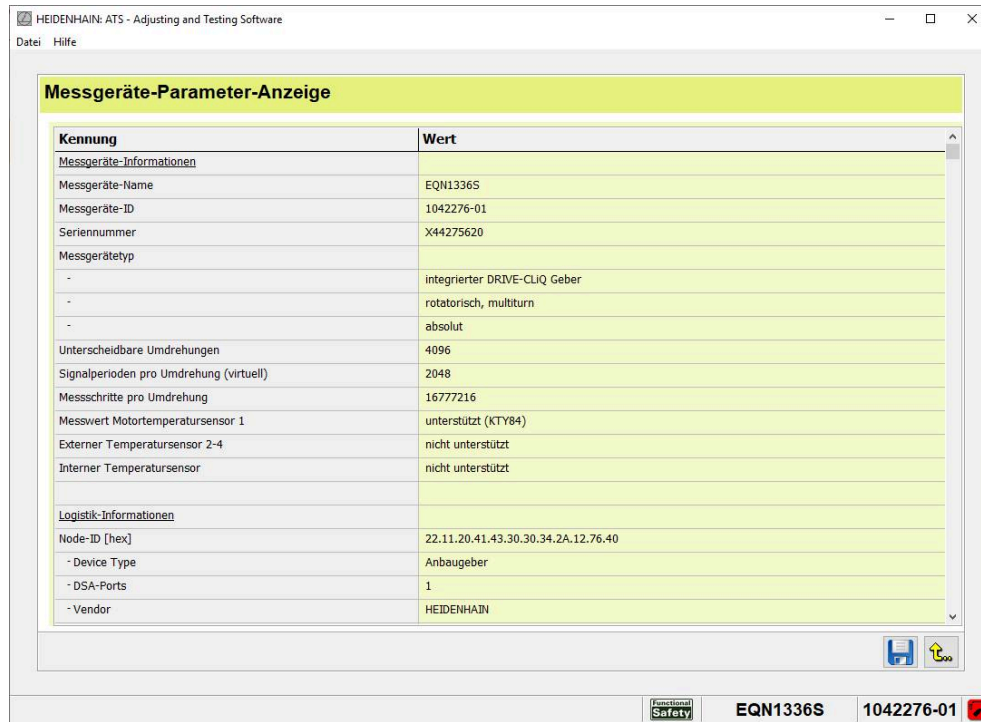 HEIDENHAIN: ATS - Adjusting and Testing Software
Datei Hilfe
Messgeräte-Parameter-Anzeige
Kennung Wert
Messgeräte-Informationen
Messgeräte-Name EQN1336S
Messgeräte-ID 1042276-01
Seriennummer X44275620
Messgerätetyp
- integrierter DRIVE-CLiQ Geber
- rotatorisch, multiturn
- absolut
Unterscheidbare Umdrehungen 4096
Signalperioden pro Umdrehung (virtuell) 2048
Messschritte pro Umdrehung 16777216
Messwert Motortemperatursensor 1 unterstützt (KTY84)
Externer Temperatursensor 2-4 nicht unterstützt
Interner Temperatursensor nicht unterstützt
Logistik-Informationen
Node-ID [hex] 22.11.20.41.43.30.30.34.2A.12.76.40
- Device Type Anbaugeber
- DSA-Ports 1
- Vendor HEIDENHAIN
Functional
Safety EQN1336S 1042276-01